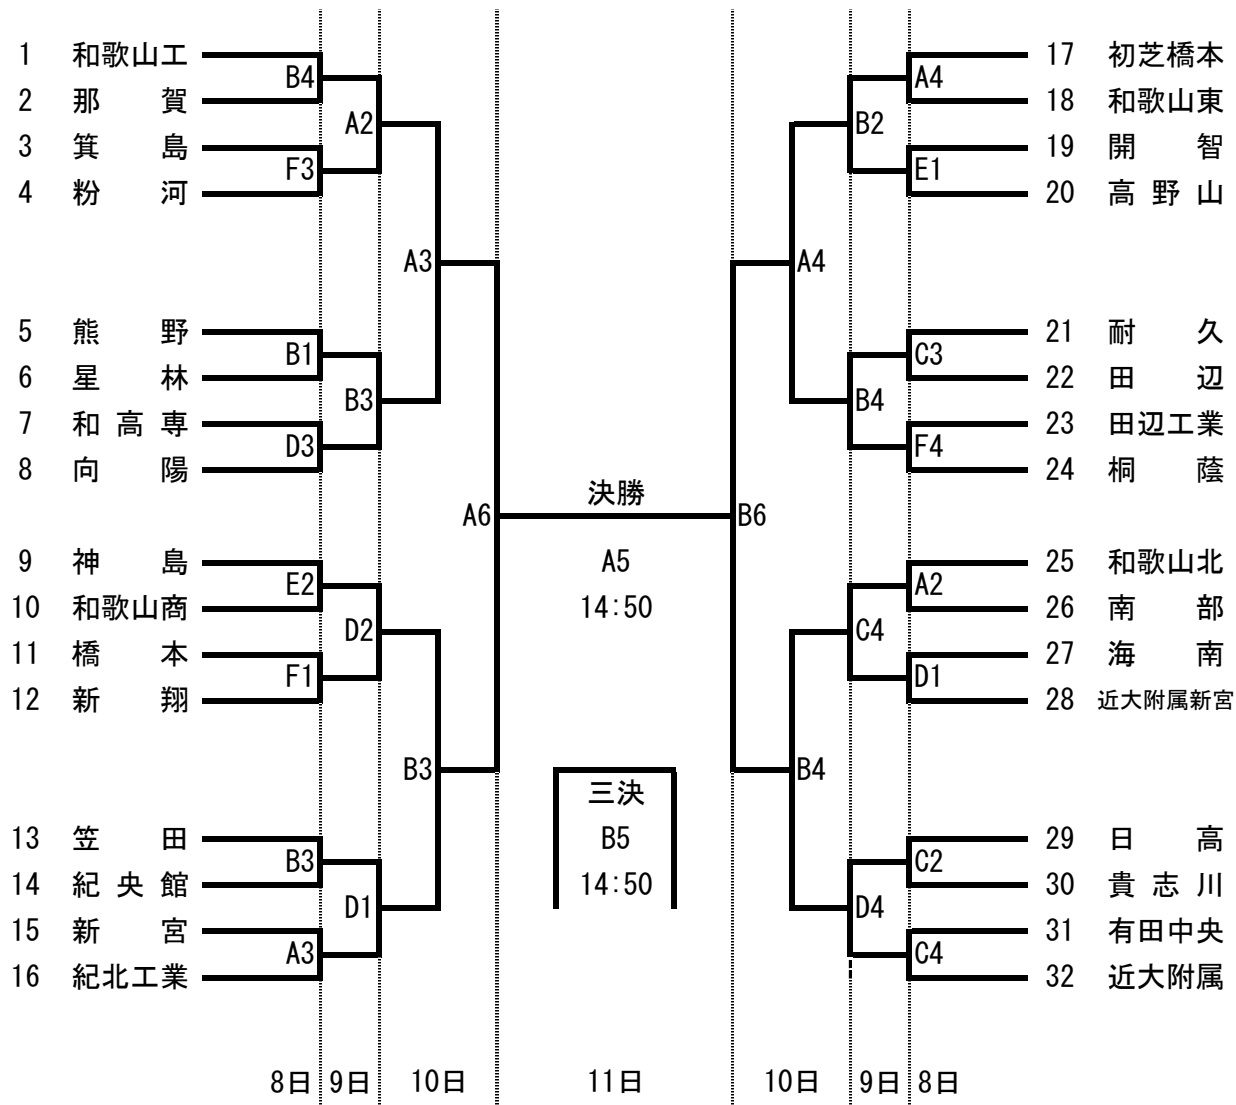 1 和歌山工
B4
2 那賀
A2
3 箕島
F3
4 粉河
A3
5 熊野
B1
6 星林
B3
7 和高専
D3
8 向陽
A6
9 神島
E2
10 和歌山商
D2
11 橋本
F1
12 新翔
B3
13 笠田
B3
14 紀央館
D1
15 新宮
A3
16 紀北工業
決勝
A5
14:50
三決
B5
14:50
17 初芝橋本
A4
18 和歌山東
B2
19 開智
E1
20 高野山
A4
21 耐久
C3
22 田辺
B4
23 田辺工業
F4
24 桐蔭
B6
25 和歌山北
A2
26 南部
C4
27 海南
D1
28 近大附属新宮
B4
29 日高
C2
30 貴志川
D4
31 有田中央
C4
32 近大附属
8日 9日 10日 11日 10日 9日 8日